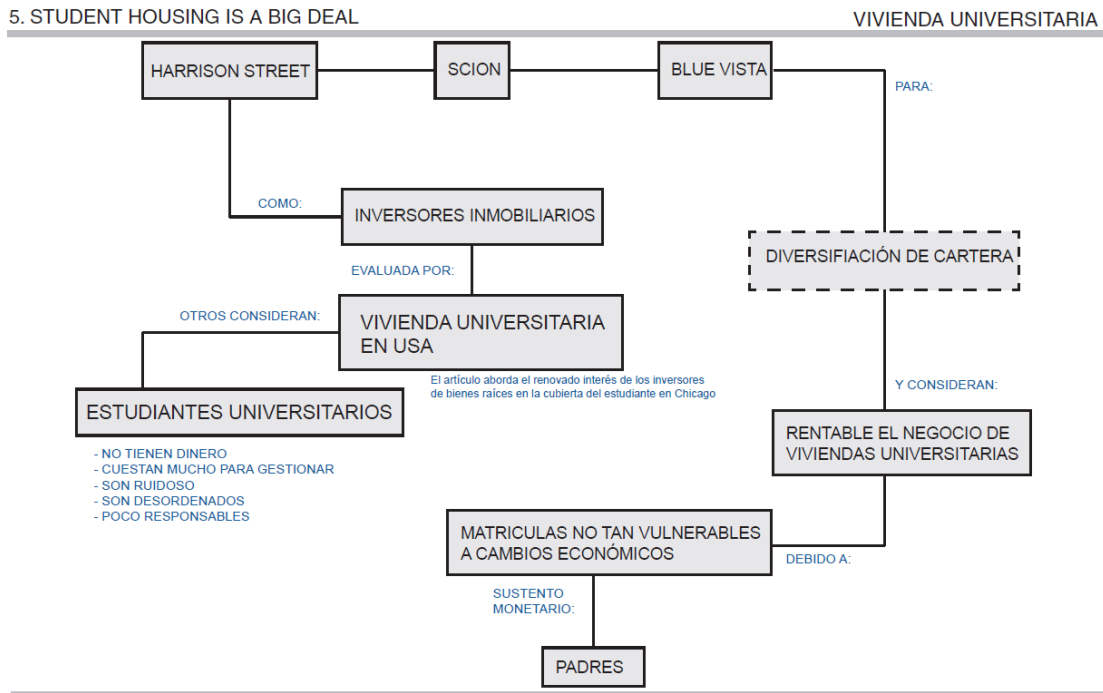 5. STUDENT HOUSING IS A BIG DEAL
VIVIENDA UNIVERSITARIA
HARRISON STREET
SCION
BLUE VISTA
PARA:
COMO:
INVERSORES INMOBILIARIOS
DIVERSIFIACIÓN DE CARTERA
EVALUADA POR:
OTROS CONSIDERAN:
VIVIENDA UNIVERSITARIA
EN USA
El artículo aborda el renovado interés de los inversores
de bienes raíces en la cubierta del estudiante en Chicago
Y CONSIDERAN:
ESTUDIANTES UNIVERSITARIOS
- NO TIENEN DINERO
- CUESTAN MUCHO PARA GESTIONAR
- SON RUIDOSO
- SON DESORDENADOS
- POCO RESPONSABLES
RENTABLE EL NEGOCIO DE
VIVIENDAS UNIVERSITARIAS
MATRICULAS NO TAN VULNERABLES
A CAMBIOS ECONÓMICOS
DEBIDO A:
SUSTENTO
MONETARIO:
PADRES